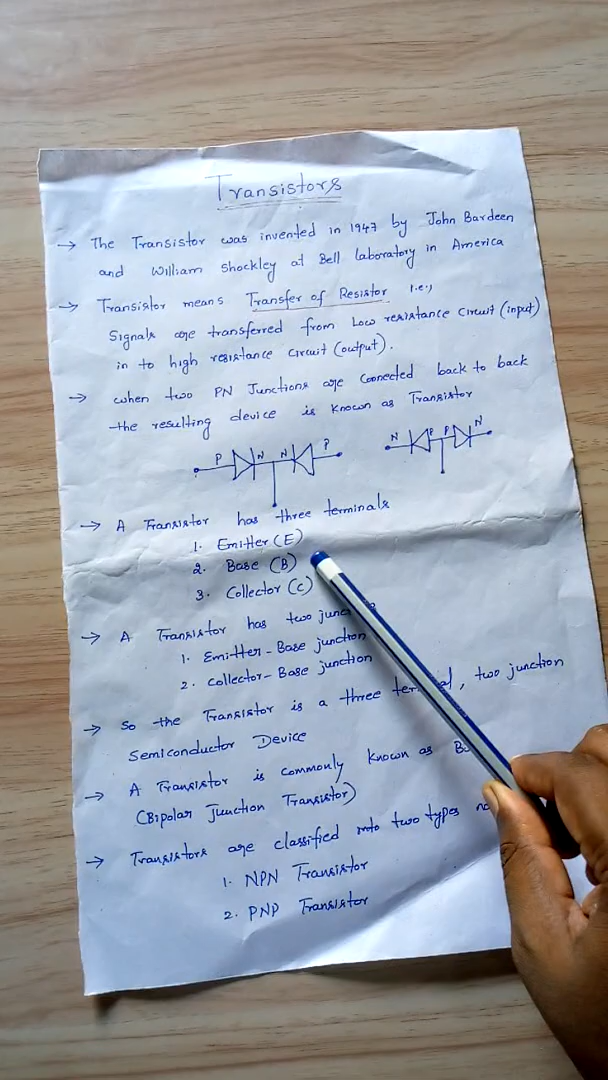 Transistors
→ The Transistor was invented in 1947 by John Bardeen
and William Shockley at Bell laboratory in America
→ Transistor means Transfer of Resistor i.e.,
Signals are transferred from Low resistance Circuit (input)
in to high resistance circuit (output).
→ when two PN Junctions are Connected back to back
the resulting device is known as Transistor
P N N P N P P N
→ A Transistor has three terminals
1. Emitter (E)
2. Base (B)
3. Collector (C)
→ A Transistor has two
1. Emitter-Base junction
2. Collector-Base junction
→ So the Transistor is a three , two junction
Semiconductor Device
→ A Transistor is commonly known as
(Bipolar Junction Transistor)
→ Transistors are classified into two types
1. NPN Transistor
2. PNP Transistor